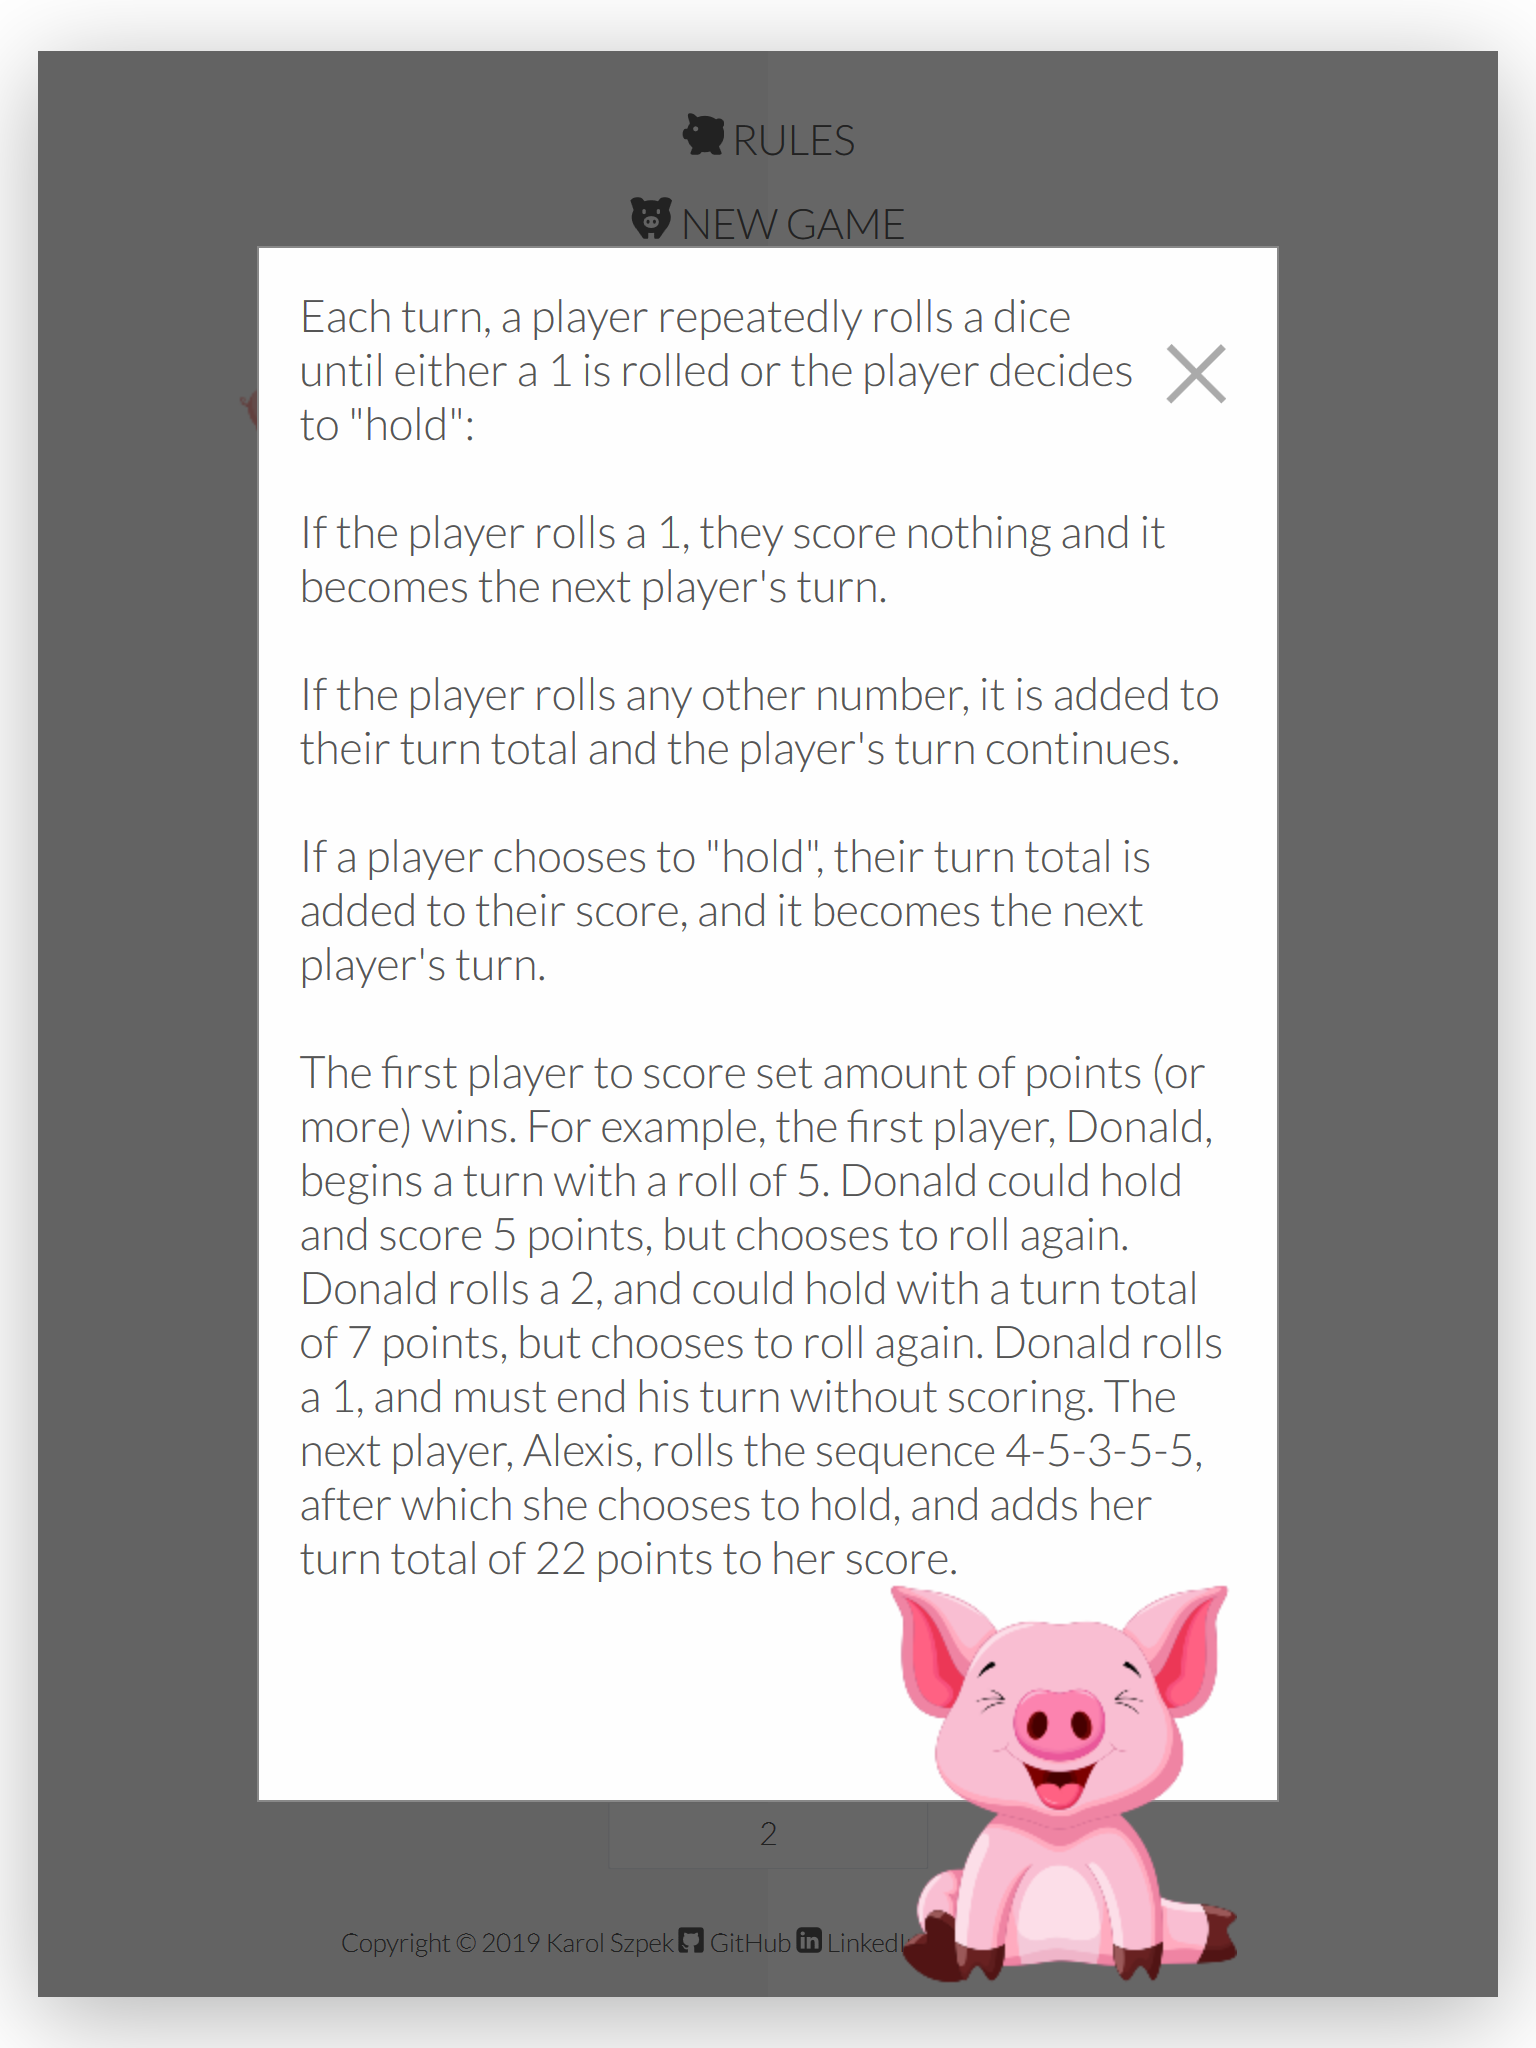 RULES
NEW GAME
Each turn, a player repeatedly rolls a dice
until either a 1 is rolled or the player decides
to "hold":
If the player rolls a 1, they score nothing and it
becomes the next player's turn.
If the player rolls any other number, it is added to
their turn total and the player's turn continues.
If a player chooses to "hold", their turn total is
added to their score, and it becomes the next
player's turn.
The first player to score set amount of points (or
more) wins. For example, the first player, Donald,
begins a turn with a roll of 5. Donald could hold
and score 5 points, but chooses to roll again.
Donald rolls a 2, and could hold with a turn total
of 7 points, but chooses to roll again. Donald rolls
a 1, and must end his turn without scoring. The
next player, Alexis, rolls the sequence 4-5-3-5-5,
after which she chooses to hold, and adds her
turn total of 22 points to her score.
2
Copyright © 2019 Karol Szpek GitHub